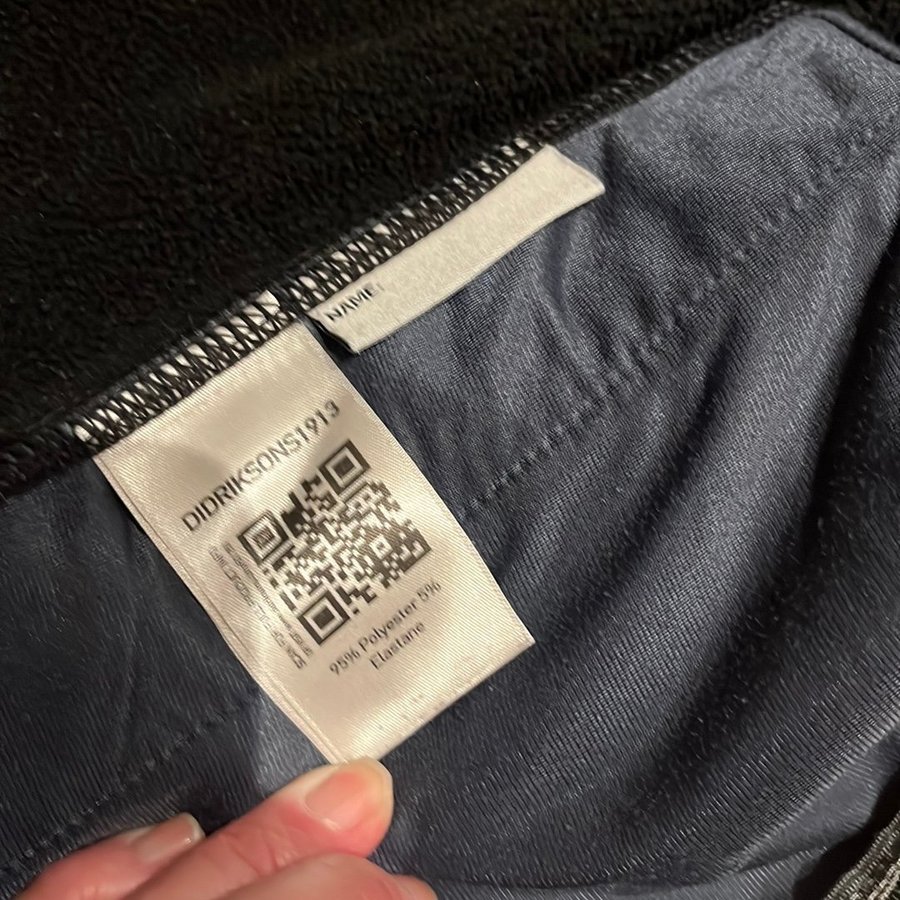 NAME:
DIDRIKSONS1913
95% Polyester 5%
Elastane